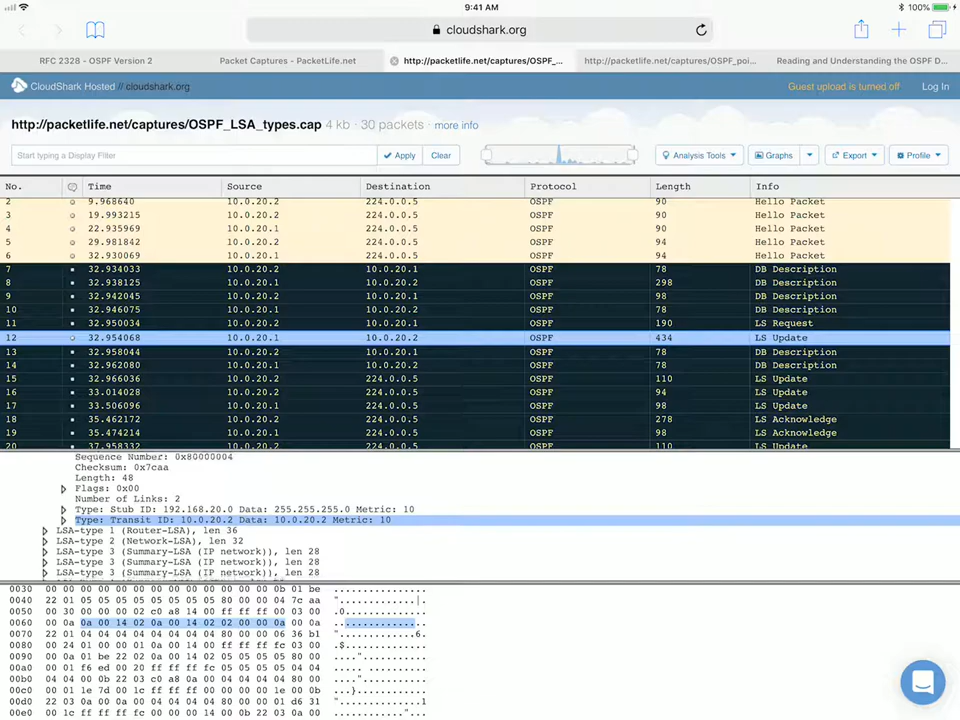 9:41 AM
100%
cloudshark.org
RFC 2328 - OSPF Version 2
Packet Captures - PacketLife.net
http://packetlife.net/captures/OSPF_...
http://packetlife.net/captures/OSPF_poi...
Reading and Understanding the OSPF D...
CloudShark Hosted // cloudshark.org
Guest upload is turned off
Log In
http://packetlife.net/captures/OSPF_LSA_types.cap 4 kb · 30 packets · more info
Start typing a Display Filter
Apply
Clear
Analysis Tools
Graphs
Export
Profile
No. Time Source Destination Protocol Length Info
2 9.968640 10.0.20.2 224.0.0.5 OSPF 90 Hello Packet
3 19.993215 10.0.20.2 224.0.0.5 OSPF 90 Hello Packet
4 22.935969 10.0.20.1 224.0.0.5 OSPF 90 Hello Packet
5 29.981842 10.0.20.2 224.0.0.5 OSPF 94 Hello Packet
6 32.930069 10.0.20.1 224.0.0.5 OSPF 94 Hello Packet
7 32.934033 10.0.20.2 10.0.20.1 OSPF 78 DB Description
8 32.938125 10.0.20.1 10.0.20.2 OSPF 298 DB Description
9 32.942045 10.0.20.2 10.0.20.1 OSPF 98 DB Description
10 32.946075 10.0.20.1 10.0.20.2 OSPF 78 DB Description
11 32.950034 10.0.20.2 10.0.20.1 OSPF 190 LS Request
12 32.954068 10.0.20.1 10.0.20.2 OSPF 434 LS Update
13 32.958044 10.0.20.2 10.0.20.1 OSPF 78 DB Description
14 32.962080 10.0.20.1 10.0.20.2 OSPF 78 DB Description
15 32.966036 10.0.20.2 224.0.0.5 OSPF 110 LS Update
16 33.014028 10.0.20.2 224.0.0.5 OSPF 94 LS Update
17 33.506096 10.0.20.1 224.0.0.5 OSPF 98 LS Update
18 35.462172 10.0.20.2 224.0.0.5 OSPF 278 LS Acknowledge
19 35.474214 10.0.20.1 224.0.0.5 OSPF 98 LS Acknowledge
20 37.958332 10.0.20.1 224.0.0.5 OSPF 110 LS Update
Sequence Number: 0x80000004
Checksum: 0x7caa
Length: 48
Flags: 0x00
Number of Links: 2
Type: Stub ID: 192.168.20.0 Data: 255.255.255.0 Metric: 10
Type: Transit ID: 10.0.20.2 Data: 10.0.20.2 Metric: 10
LSA-type 1 (Router-LSA), len 36
LSA-type 2 (Network-LSA), len 32
LSA-type 3 (Summary-LSA (IP network)), len 28
LSA-type 3 (Summary-LSA (IP network)), len 28
LSA-type 3 (Summary-LSA (IP network)), len 28
0030 00 00 00 00 00 00 00 00 00 00 00 00 00 0b 01 be ................
0040 22 01 05 05 05 05 05 05 05 05 80 00 00 04 7c aa ".............|.
0050 00 30 00 00 00 02 c0 a8 14 00 ff ff ff 00 03 00 .0..............
0060 00 0a 0a 00 14 02 0a 00 14 02 02 00 00 0a 00 0a ................
0070 22 01 04 04 04 04 04 04 04 04 80 00 00 06 36 b1 ".............6.
0080 00 24 01 00 00 01 0a 00 14 00 ff ff ff fc 03 00 .$..............
0090 00 0a 01 be 22 02 0a 00 14 02 05 05 05 05 80 00 ...."...........
00a0 00 01 f6 ed 00 20 ff ff ff fc 05 05 05 05 04 04 ..... ..........
00b0 04 04 00 0b 22 03 c0 a8 0a 00 04 04 04 04 80 00 ...."...........
00c0 00 01 1e 7d 00 1c ff ff ff 00 00 00 00 1e 00 0b ...}............
00d0 22 03 0a 00 0a 00 04 04 04 04 80 00 00 01 d6 31 "..............1
00e0 00 1c ff ff ff fc 00 00 00 14 00 0b 22 03 0a 00 ............"...